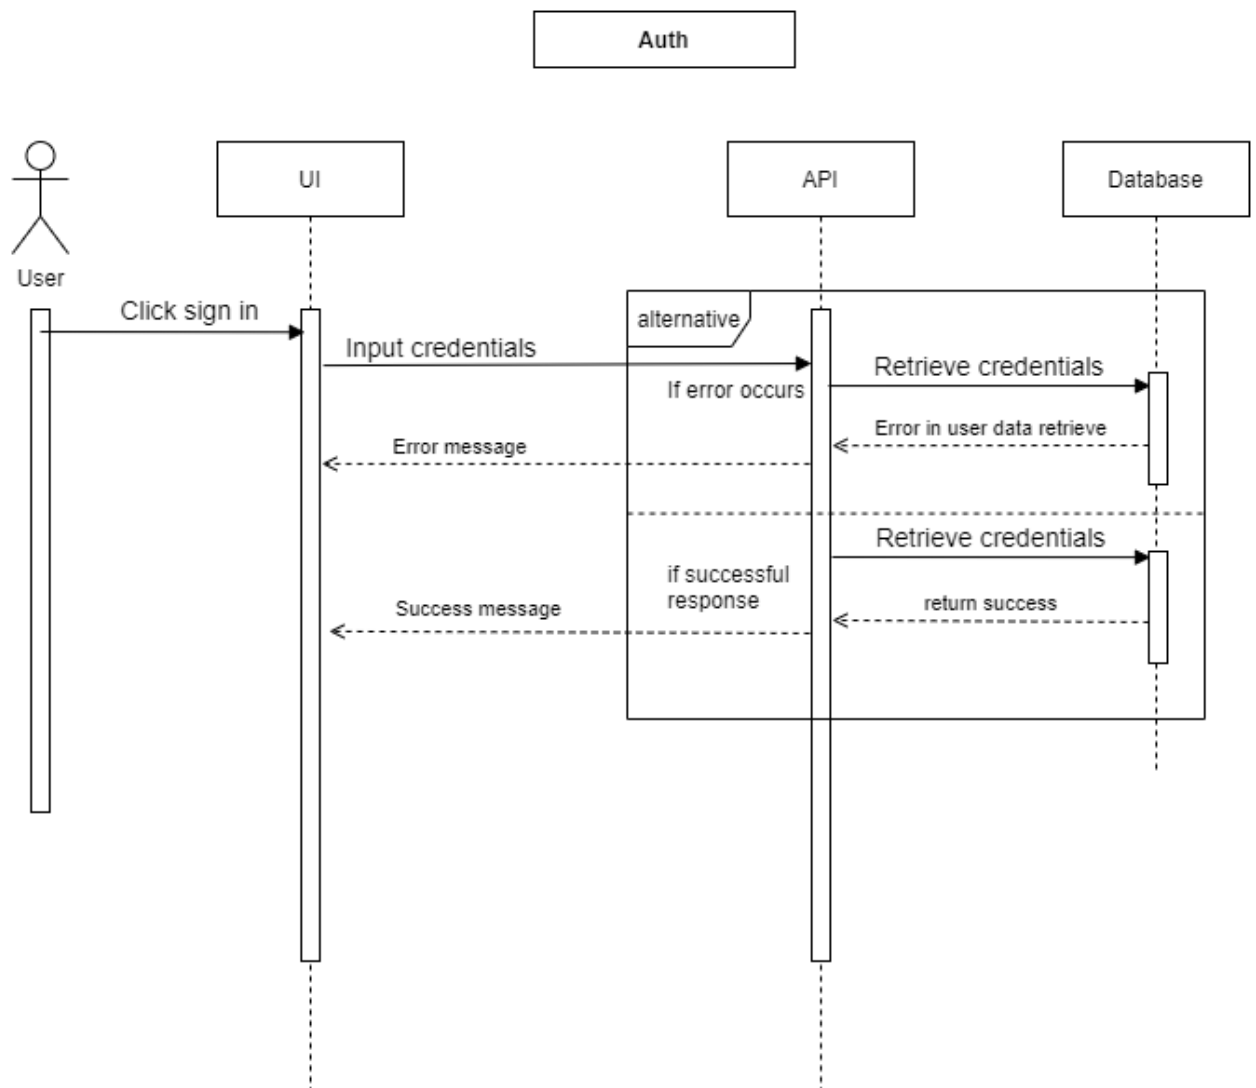 Auth
UI
API
Database
User
Click sign in
alternative
Input credentials
Retrieve credentials
If error occurs
Error in user data retrieve
Error message
Retrieve credentials
if successful
response
return success
Success message